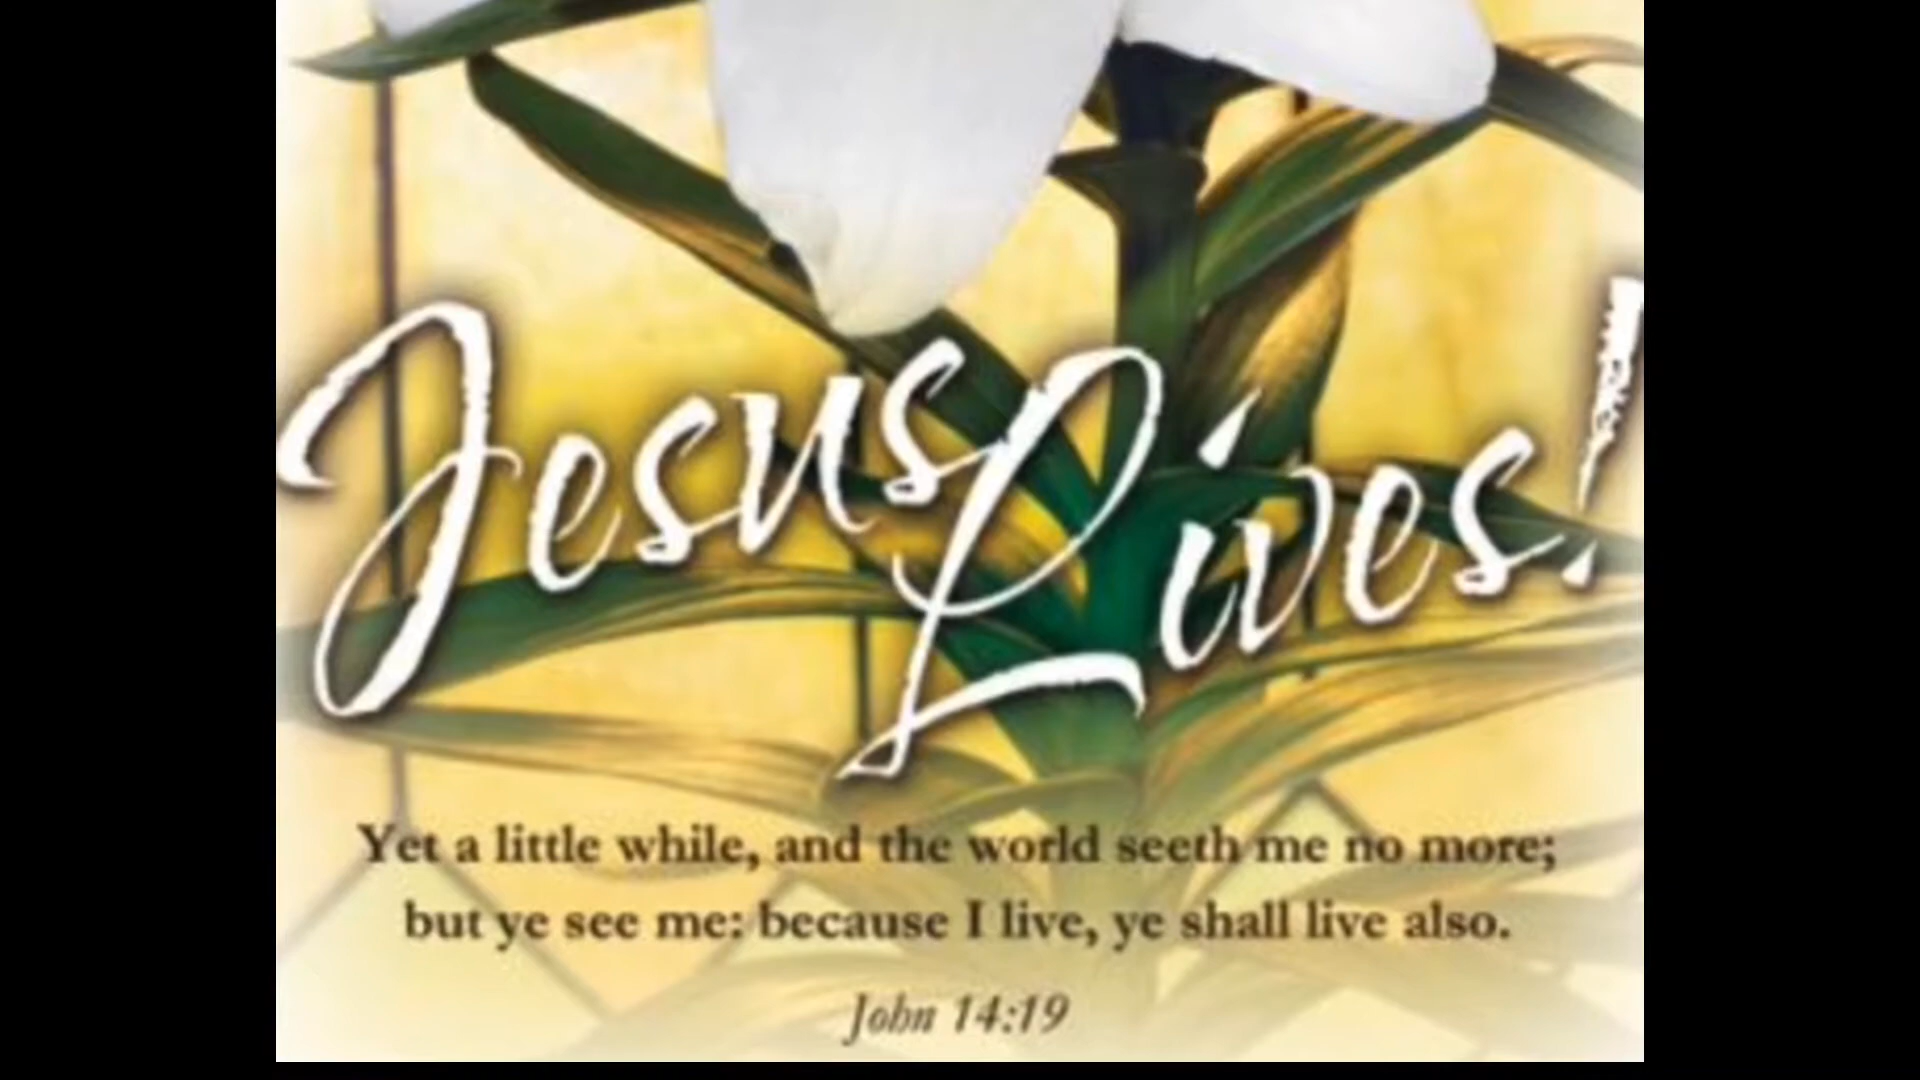 Jesus Lives!
Yet a little while, and the world seeth me no more;
but ye see me: because I live, ye shall live also.
John 14:19